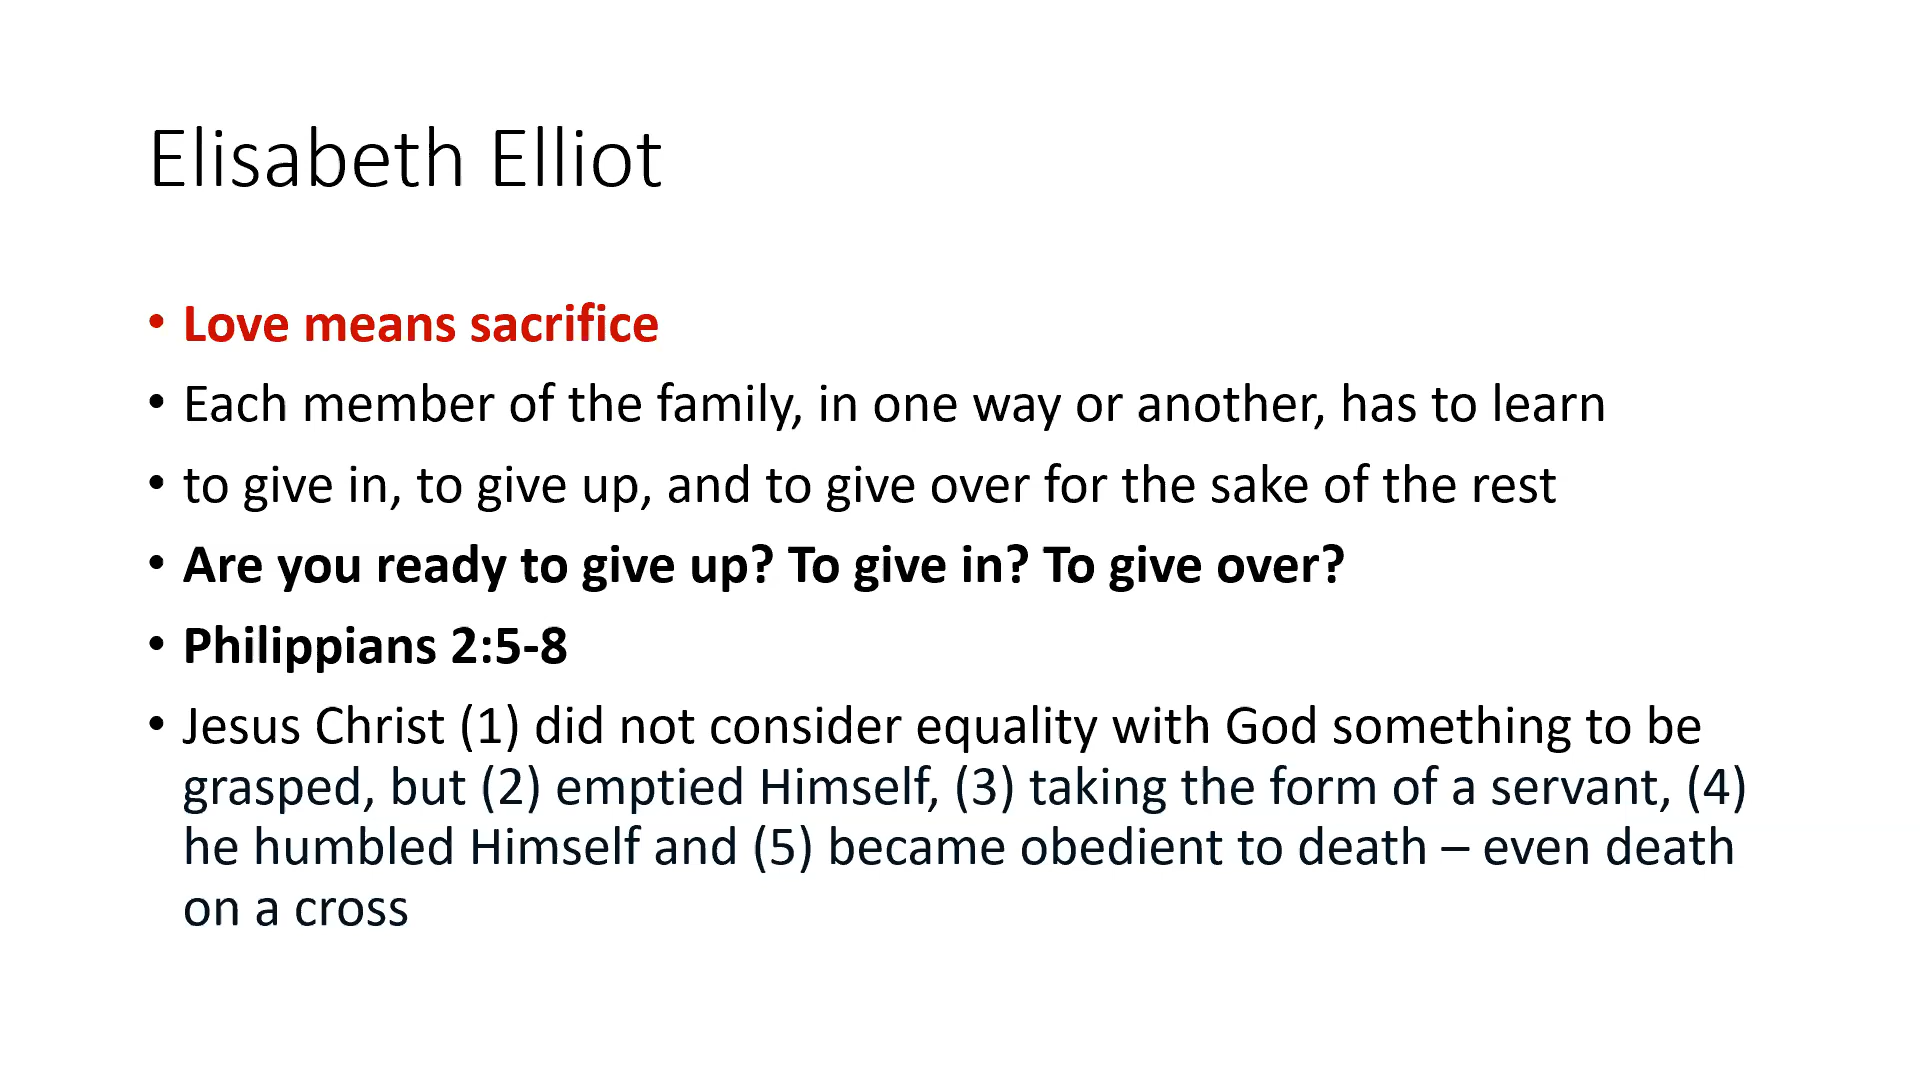 Elisabeth Elliot
• Love means sacrifice
• Each member of the family, in one way or another, has to learn
• to give in, to give up, and to give over for the sake of the rest
• Are you ready to give up? To give in? To give over?
• Philippians 2:5-8
• Jesus Christ (1) did not consider equality with God something to be
grasped, but (2) emptied Himself, (3) taking the form of a servant, (4)
he humbled Himself and (5) became obedient to death – even death
on a cross